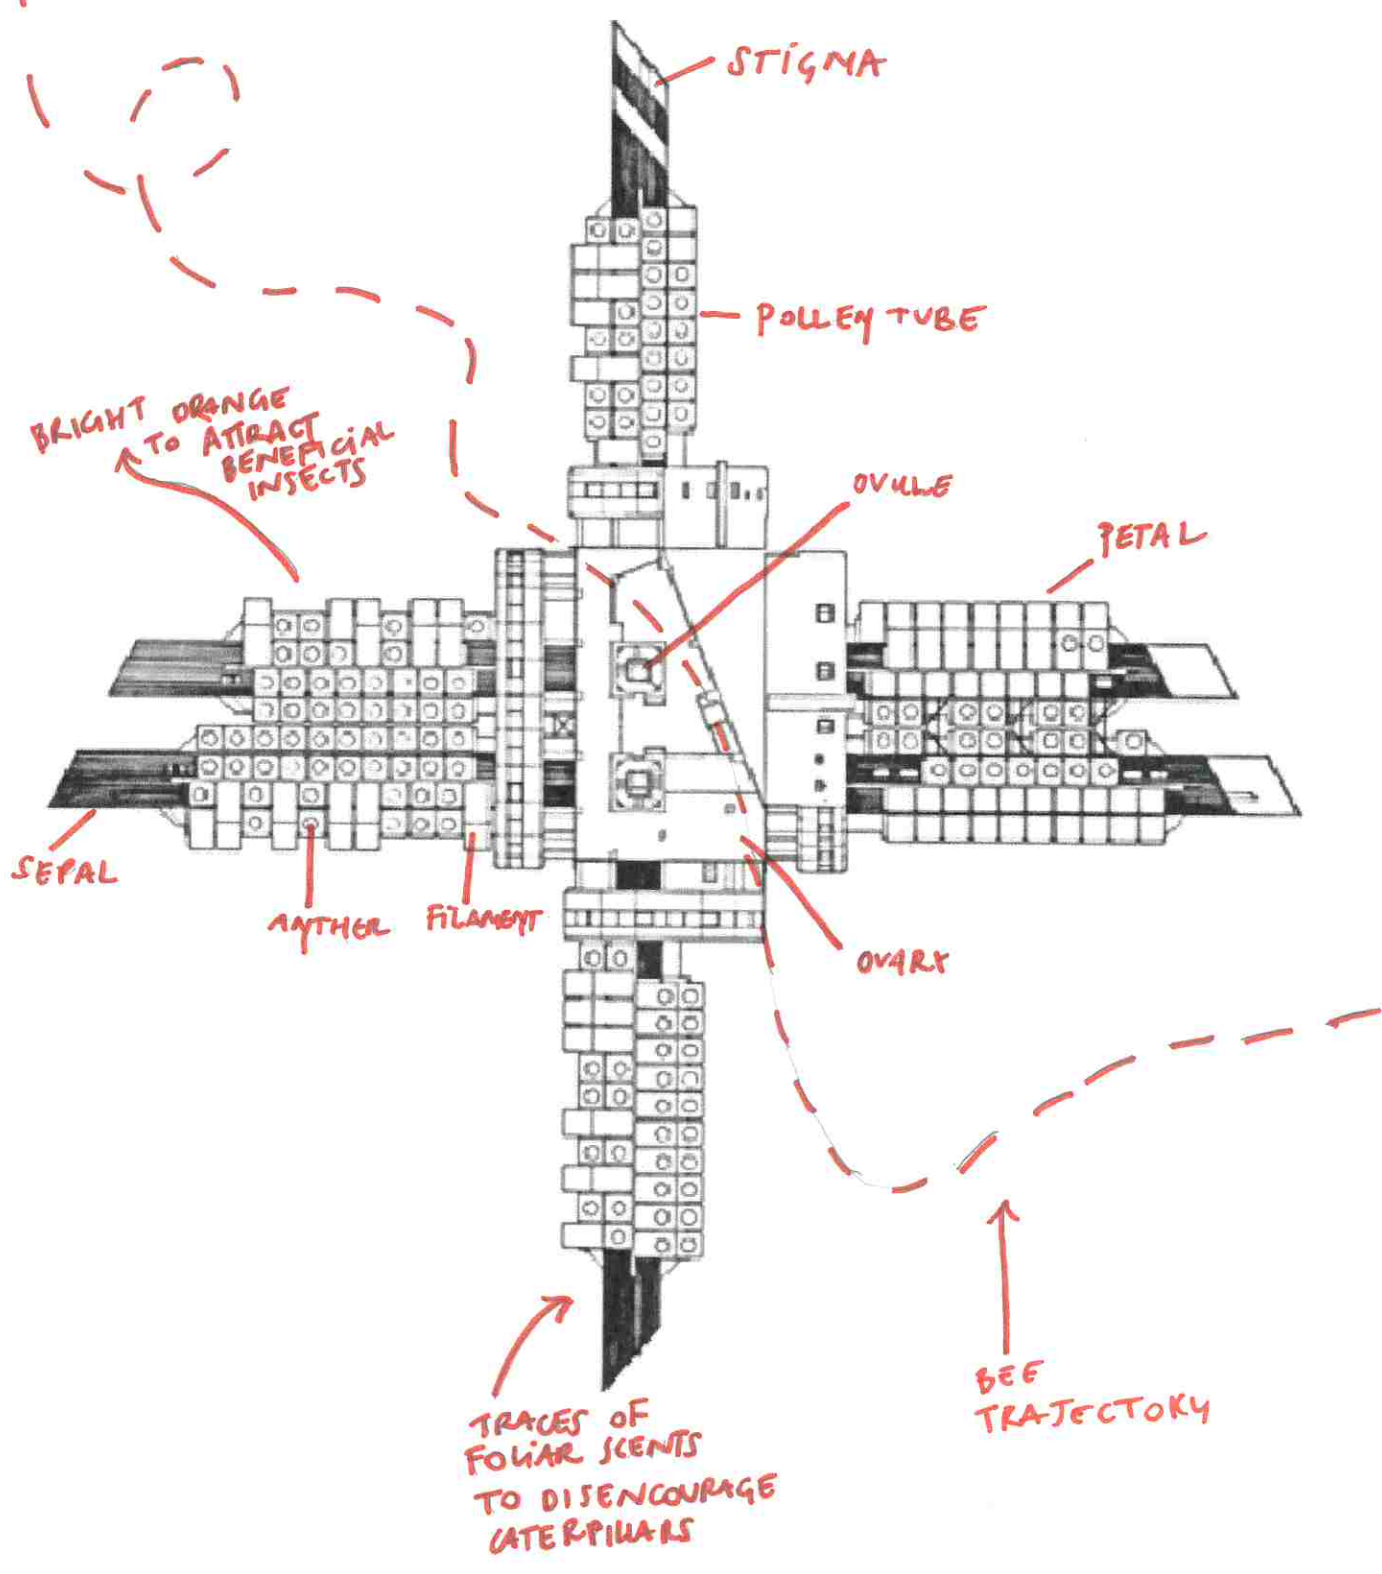 STIGMA
POLLEN TUBE
BRIGHT ORANGE
TO ATTRACT
BENEFICIAL
INSECTS
OVULE
PETAL
SEPAL
ANTHER
FILAMENT
OVARY
BEE
TRAJECTORY
TRACES OF
FOLIAR SCENTS
TO DISENCOURAGE
CATERPILLARS